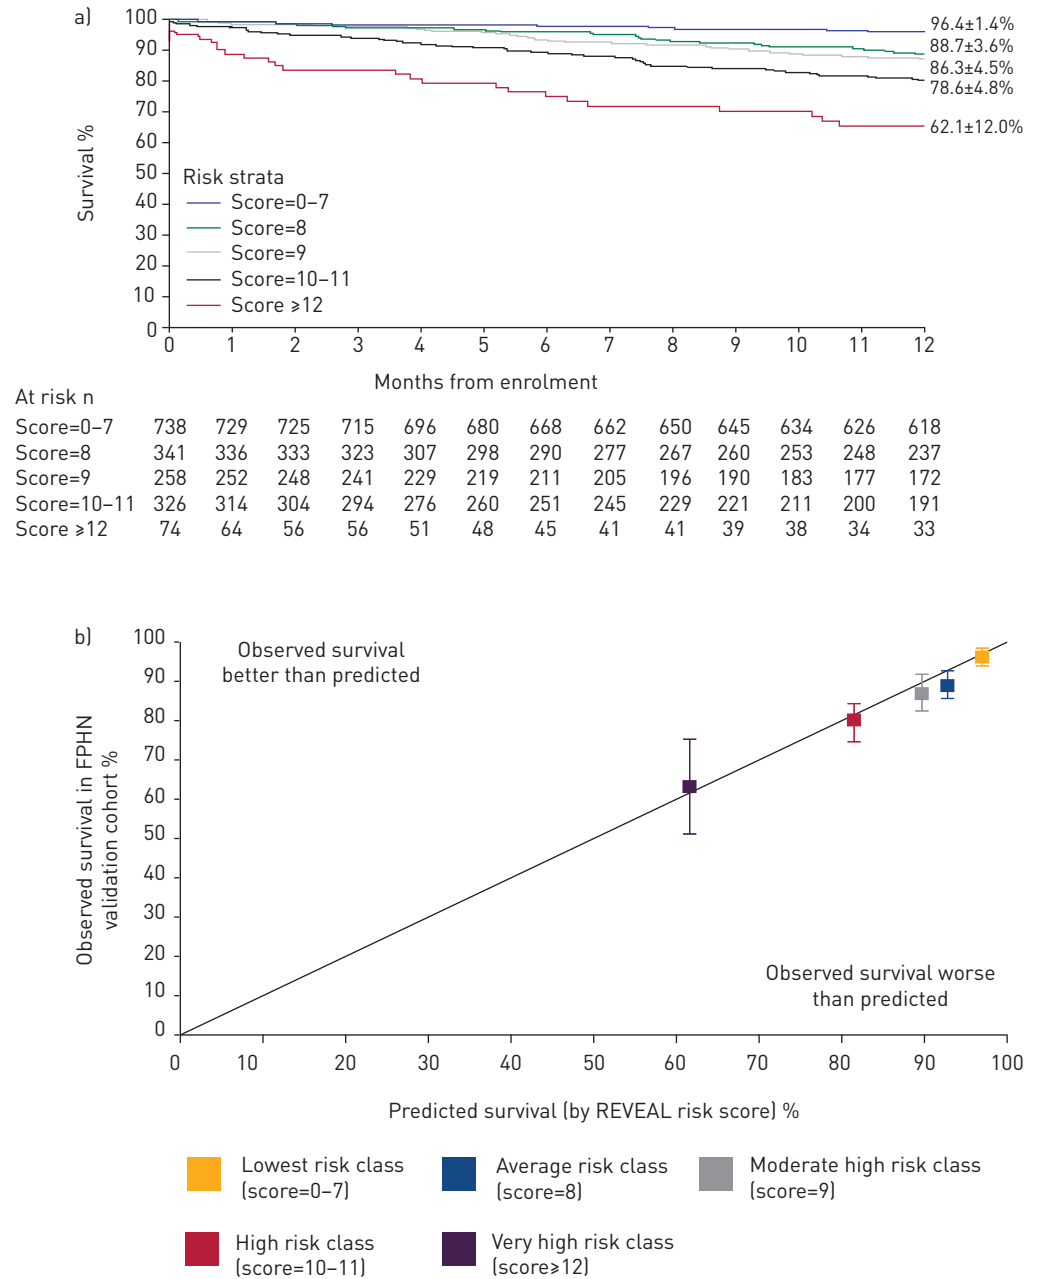 a)
100
90
80
70
60
50
40
30
20
10
0
Survival %
96.4±1.4%
88.7±3.6%
86.3±4.5%
78.6±4.8%
62.1±12.0%
Risk strata
Score=0–7
Score=8
Score=9
Score=10–11
Score ⩾12
0 1 2 3 4 5 6 7 8 9 10 11 12
Months from enrolment
At risk n
Score=0–7 738 729 725 715 696 680 668 662 650 645 634 626 618
Score=8 341 336 333 323 307 298 290 277 267 260 253 248 237
Score=9 258 252 248 241 229 219 211 205 196 190 183 177 172
Score=10–11 326 314 304 294 276 260 251 245 229 221 211 200 191
Score ⩾12 74 64 56 56 51 48 45 41 41 39 38 34 33
b)
100
90
80
70
60
50
40
30
20
10
0
Observed survival in FPHN
validation cohort %
Observed survival
better than predicted
Observed survival worse
than predicted
0 10 20 30 40 50 60 70 80 90 100
Predicted survival (by REVEAL risk score) %
Lowest risk class
(score=0–7)
Average risk class
(score=8)
Moderate high risk class
(score=9)
High risk class
(score=10–11)
Very high risk class
(score⩾12)